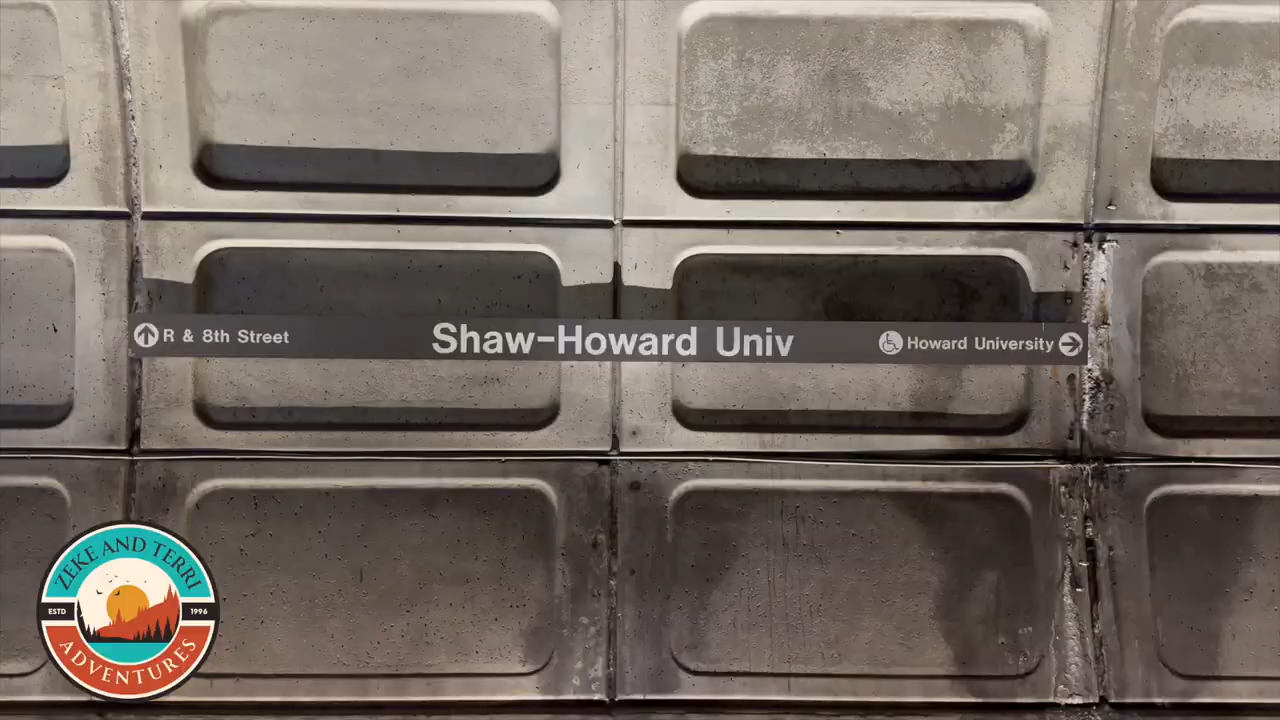 R & 8th Street
Shaw-Howard Univ
Howard University
ZEKE AND TERRI
ESTD
1996
ADVENTURES